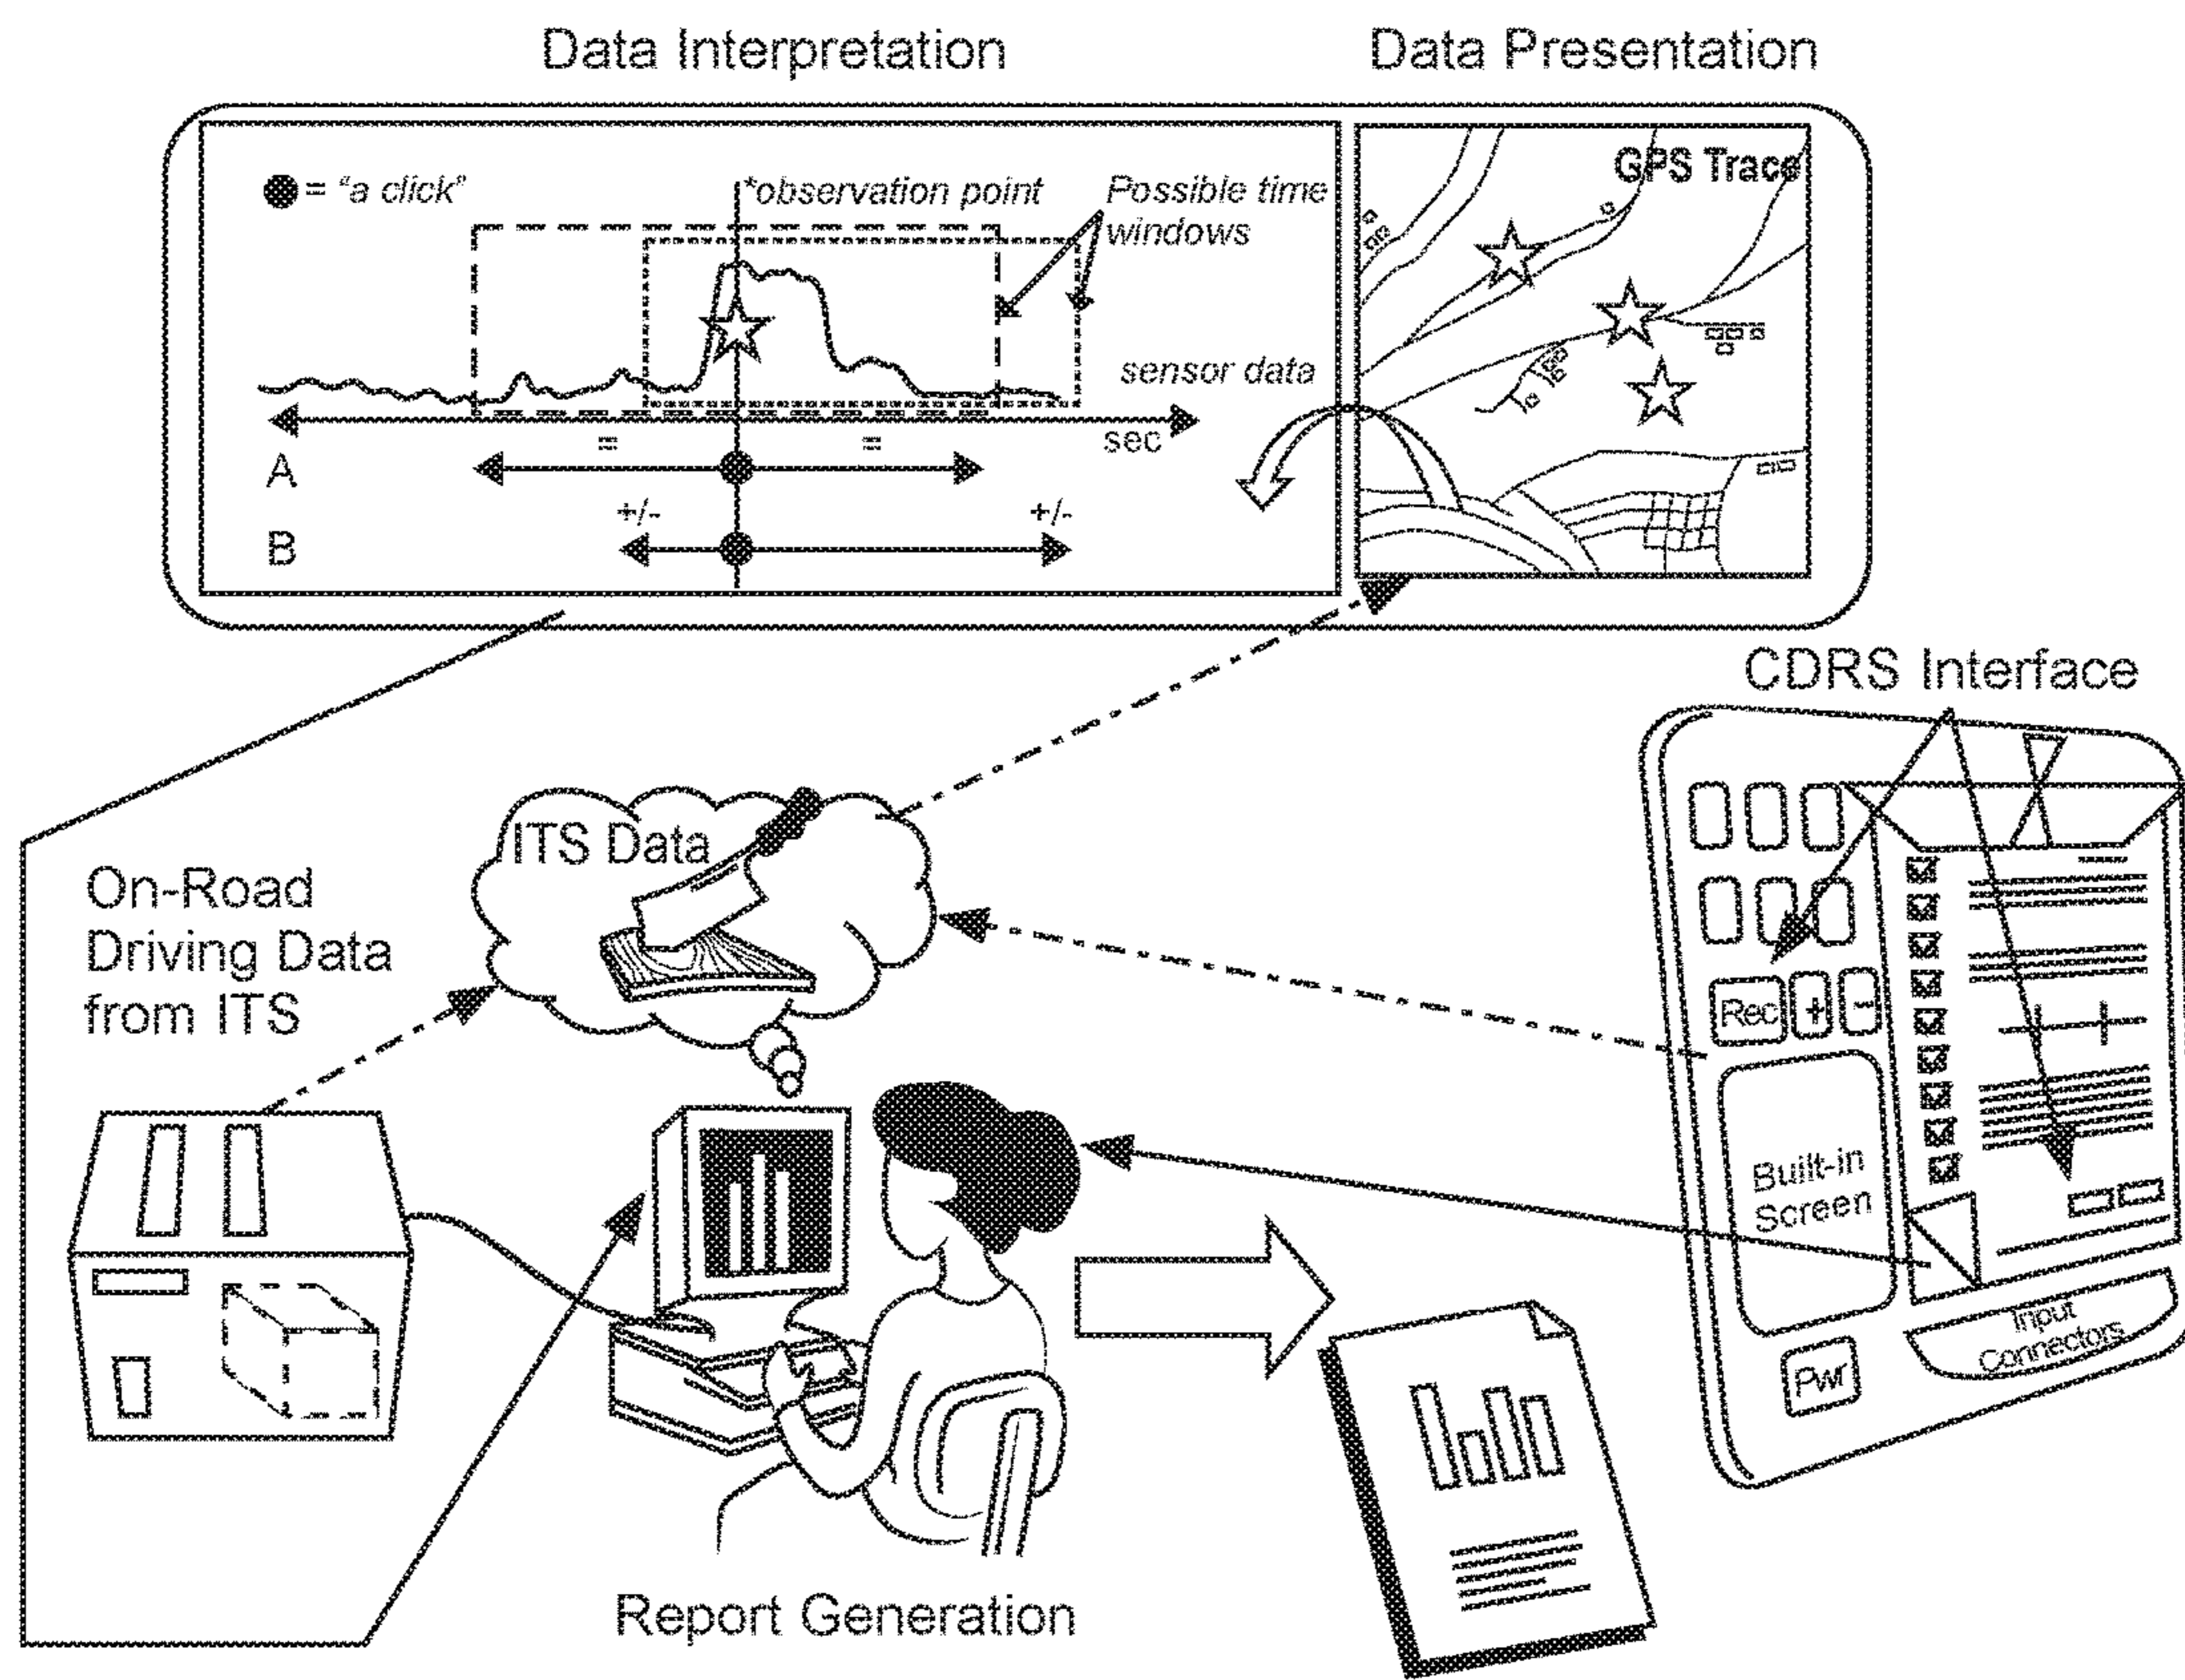 Data Interpretation
Data Presentation
= "a click"
*observation point
Possible time
windows
GPS Trace
sensor data
sec
= =
A
+/- +/-
B
CDRS Interface
ITS Data
On-Road
Driving Data
from ITS
Rec + -
Built-in
Screen
Input
Connectors
Pwr
Report Generation